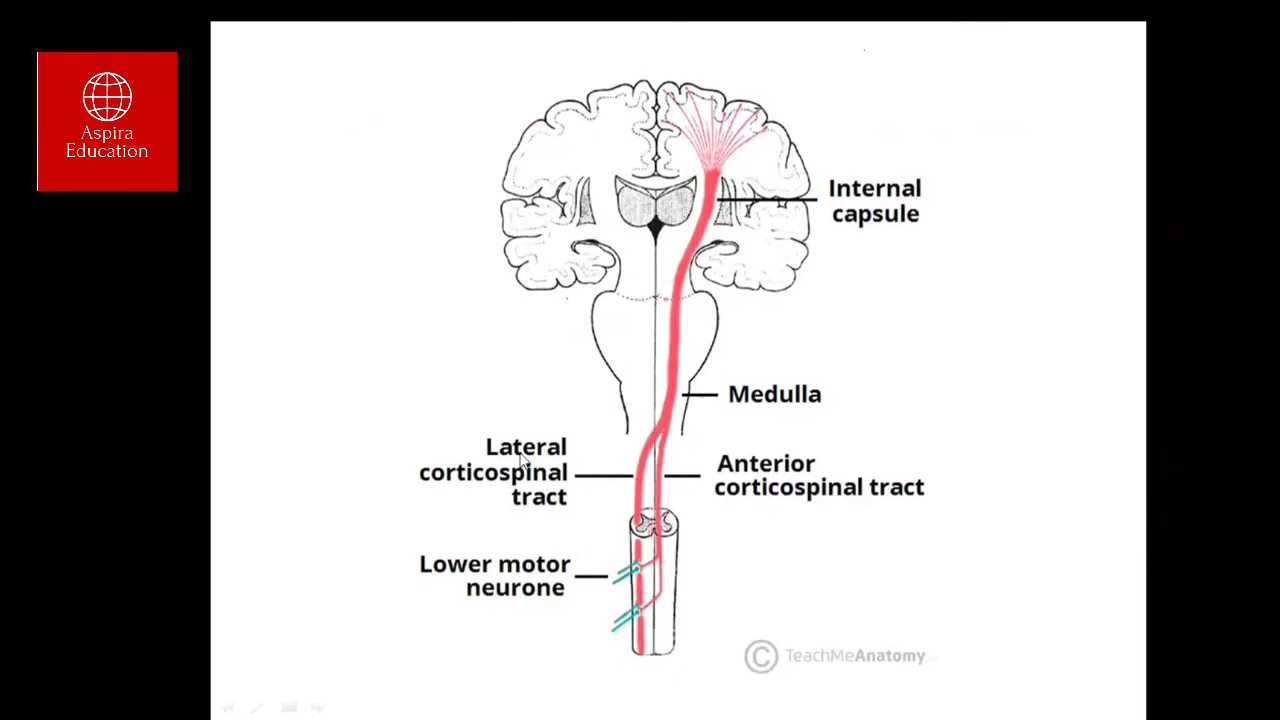 Aspira
Education
Internal
capsule
Medulla
Lateral
corticospinal
tract
Anterior
corticospinal tract
Lower motor
neurone
© TeachMeAnatomy